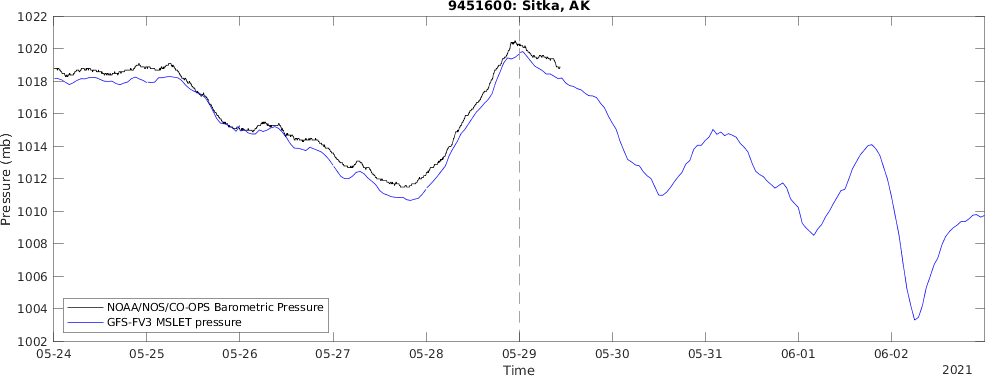 9451600: Sitka, AK
1022
1020
1018
1016
1014
1012
1010
1008
1006
1004
1002
Pressure (mb)
NOAA/NOS/CO-OPS Barometric Pressure
GFS-FV3 MSLET pressure
05-24 05-25 05-26 05-27 05-28 05-29 05-30 05-31 06-01 06-02
Time
2021